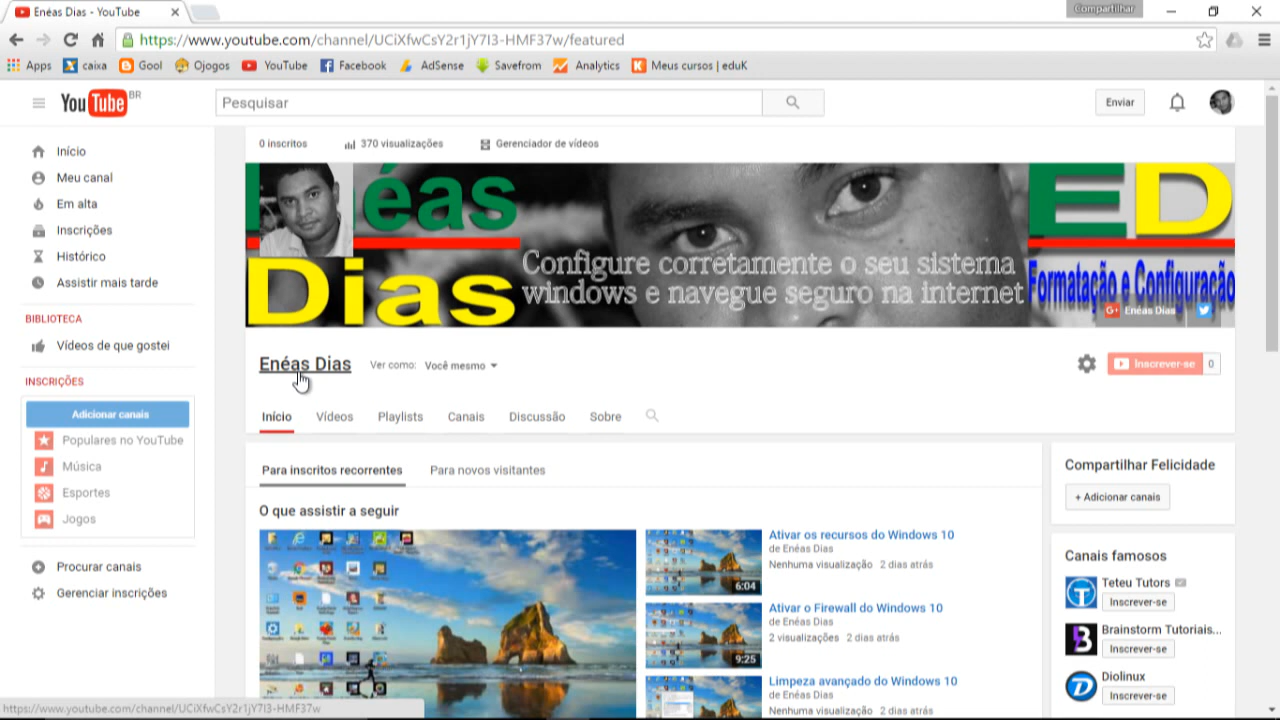 Enéas Dias - YouTube
Compartilhar
https://www.youtube.com/channel/UCiXfwCsY2r1jY7I3-HMF37w/featured
Apps caixa Gool Ojogos YouTube Facebook AdSense Savefrom Analytics Meus cursos | eduK
YouTube BR
Pesquisar
Enviar
Início
Meu canal
Em alta
Inscrições
Histórico
Assistir mais tarde
BIBLIOTECA
Vídeos de que gostei
INSCRIÇÕES
Adicionar canais
Populares no YouTube
Música
Esportes
Jogos
Procurar canais
Gerenciar inscrições
0 inscritos 370 visualizações Gerenciador de vídeos
éas
Dias
Configure corretamente o seu sistema
windows e navegue seguro na internet
ED
Formatação e Configuração
Enéas Dias
Enéas Dias Ver como: Você mesmo
Inscrever-se 0
Início Vídeos Playlists Canais Discussão Sobre
Para inscritos recorrentes Para novos visitantes
O que assistir a seguir
Ativar os recursos do Windows 10
de Enéas Dias
Nenhuma visualização 2 dias atrás
6:04
Ativar o Firewall do Windows 10
de Enéas Dias
2 visualizações 2 dias atrás
9:25
Limpeza avançado do Windows 10
de Enéas Dias
Nenhuma visualização 2 dias atrás
Compartilhar Felicidade
+ Adicionar canais
Canais famosos
Teteu Tutors
Inscrever-se
Brainstorm Tutoriais...
Inscrever-se
Diolinux
Inscrever-se
https://www.youtube.com/channel/UCiXfwCsY2r1jY7I3-HMF37w